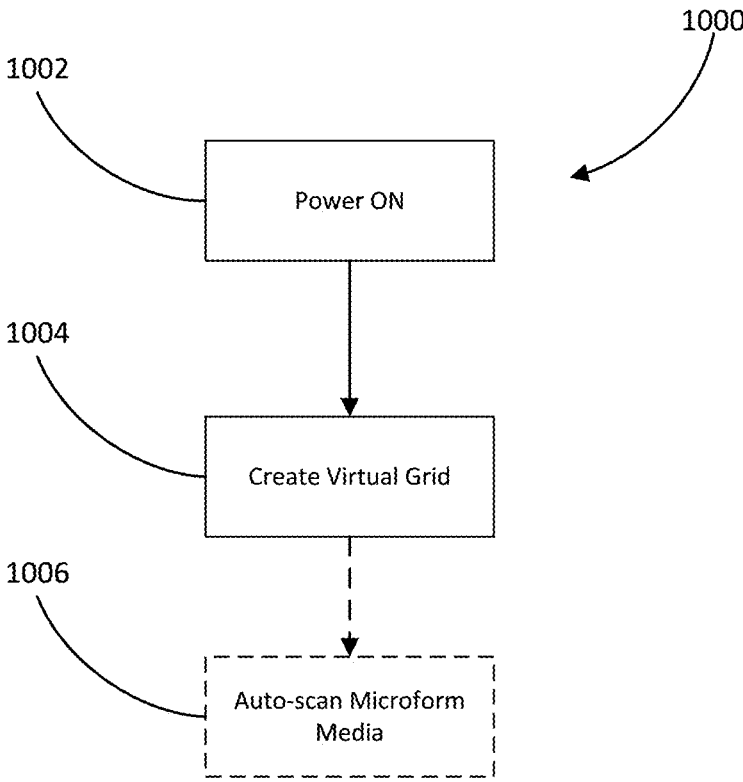 1000
1002
Power ON
1004
Create Virtual Grid
1006
Auto-scan Microform
Media